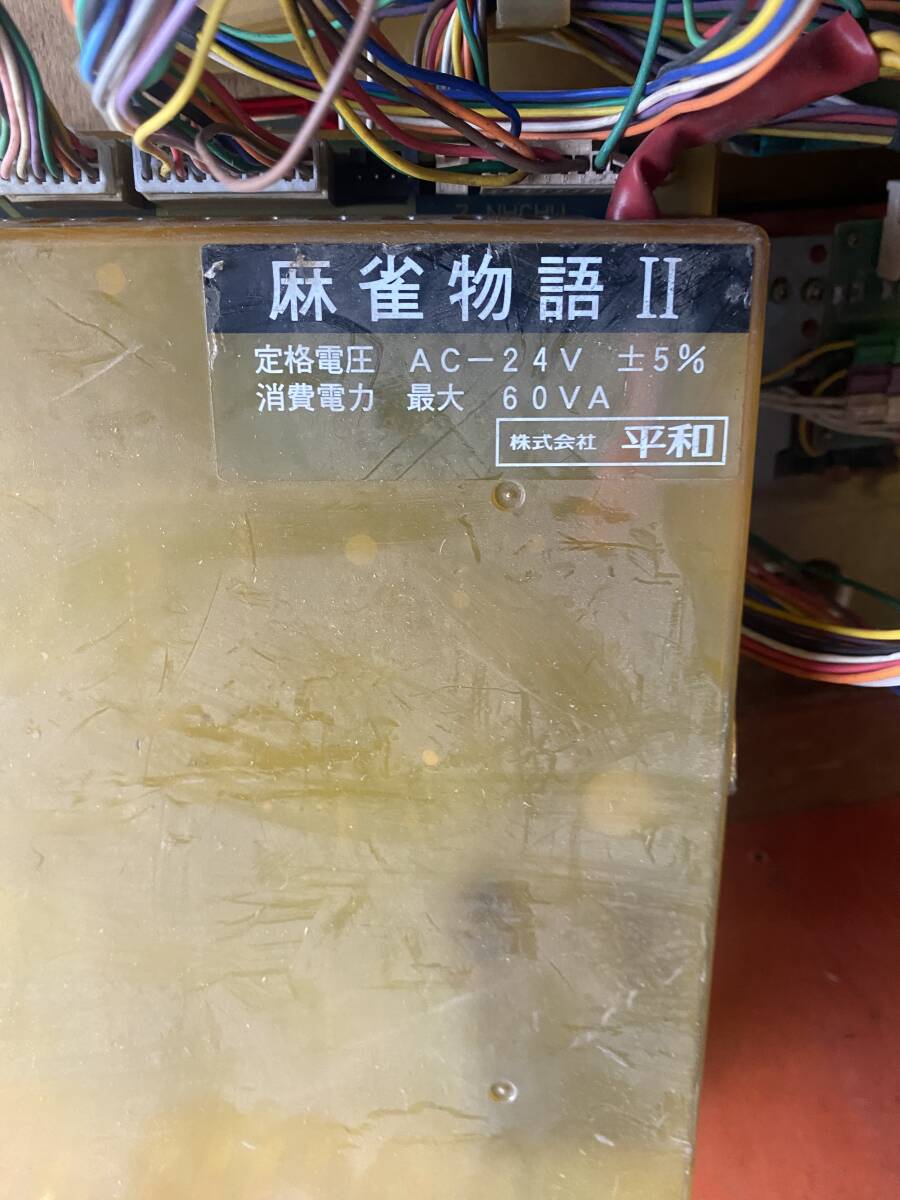 麻雀物語 II
定格電圧 AC-24V ±5%
消費電力 最大 60VA
株式会社 平和